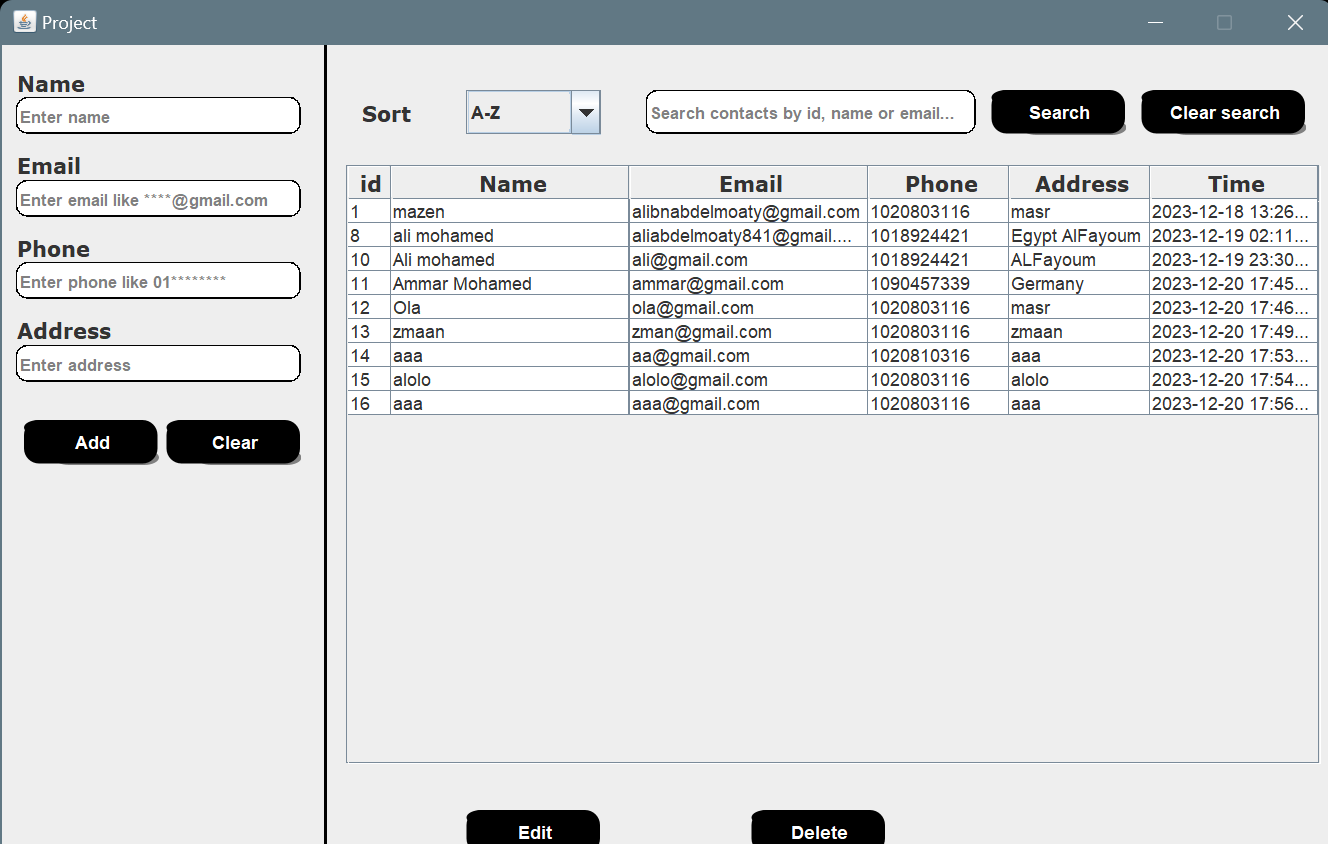 Project
Name
Enter name
Email
Enter email like ****@gmail.com
Phone
Enter phone like 01********
Address
Enter address
Add Clear
Sort A-Z Search contacts by id, name or email... Search Clear search
id Name Email Phone Address Time
1 mazen alibnabdelmoaty@gmail.com 1020803116 masr 2023-12-18 13:26...
8 ali mohamed aliabdelmoaty841@gmail.... 1018924421 Egypt AlFayoum 2023-12-19 02:11...
10 Ali mohamed ali@gmail.com 1018924421 ALFayoum 2023-12-19 23:30...
11 Ammar Mohamed ammar@gmail.com 1090457339 Germany 2023-12-20 17:45...
12 Ola ola@gmail.com 1020803116 masr 2023-12-20 17:46...
13 zmaan zman@gmail.com 1020803116 zmaan 2023-12-20 17:49...
14 aaa aa@gmail.com 1020810316 aaa 2023-12-20 17:53...
15 alolo alolo@gmail.com 1020803116 alolo 2023-12-20 17:54...
16 aaa aaa@gmail.com 1020803116 aaa 2023-12-20 17:56...
Edit Delete